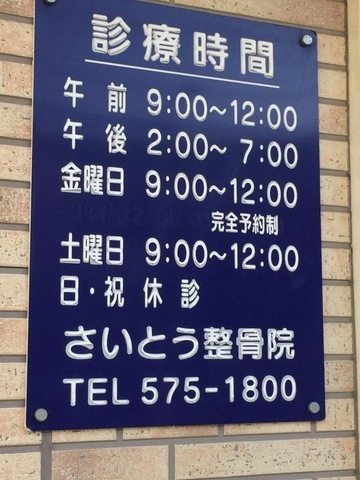 診療時間
午前 9:00〜12:00
午後 2:00〜 7:00
金曜日 9:00〜12:00
完全予約制
土曜日 9:00〜12:00
日・祝 休診
さいとう整骨院
TEL 575-1800